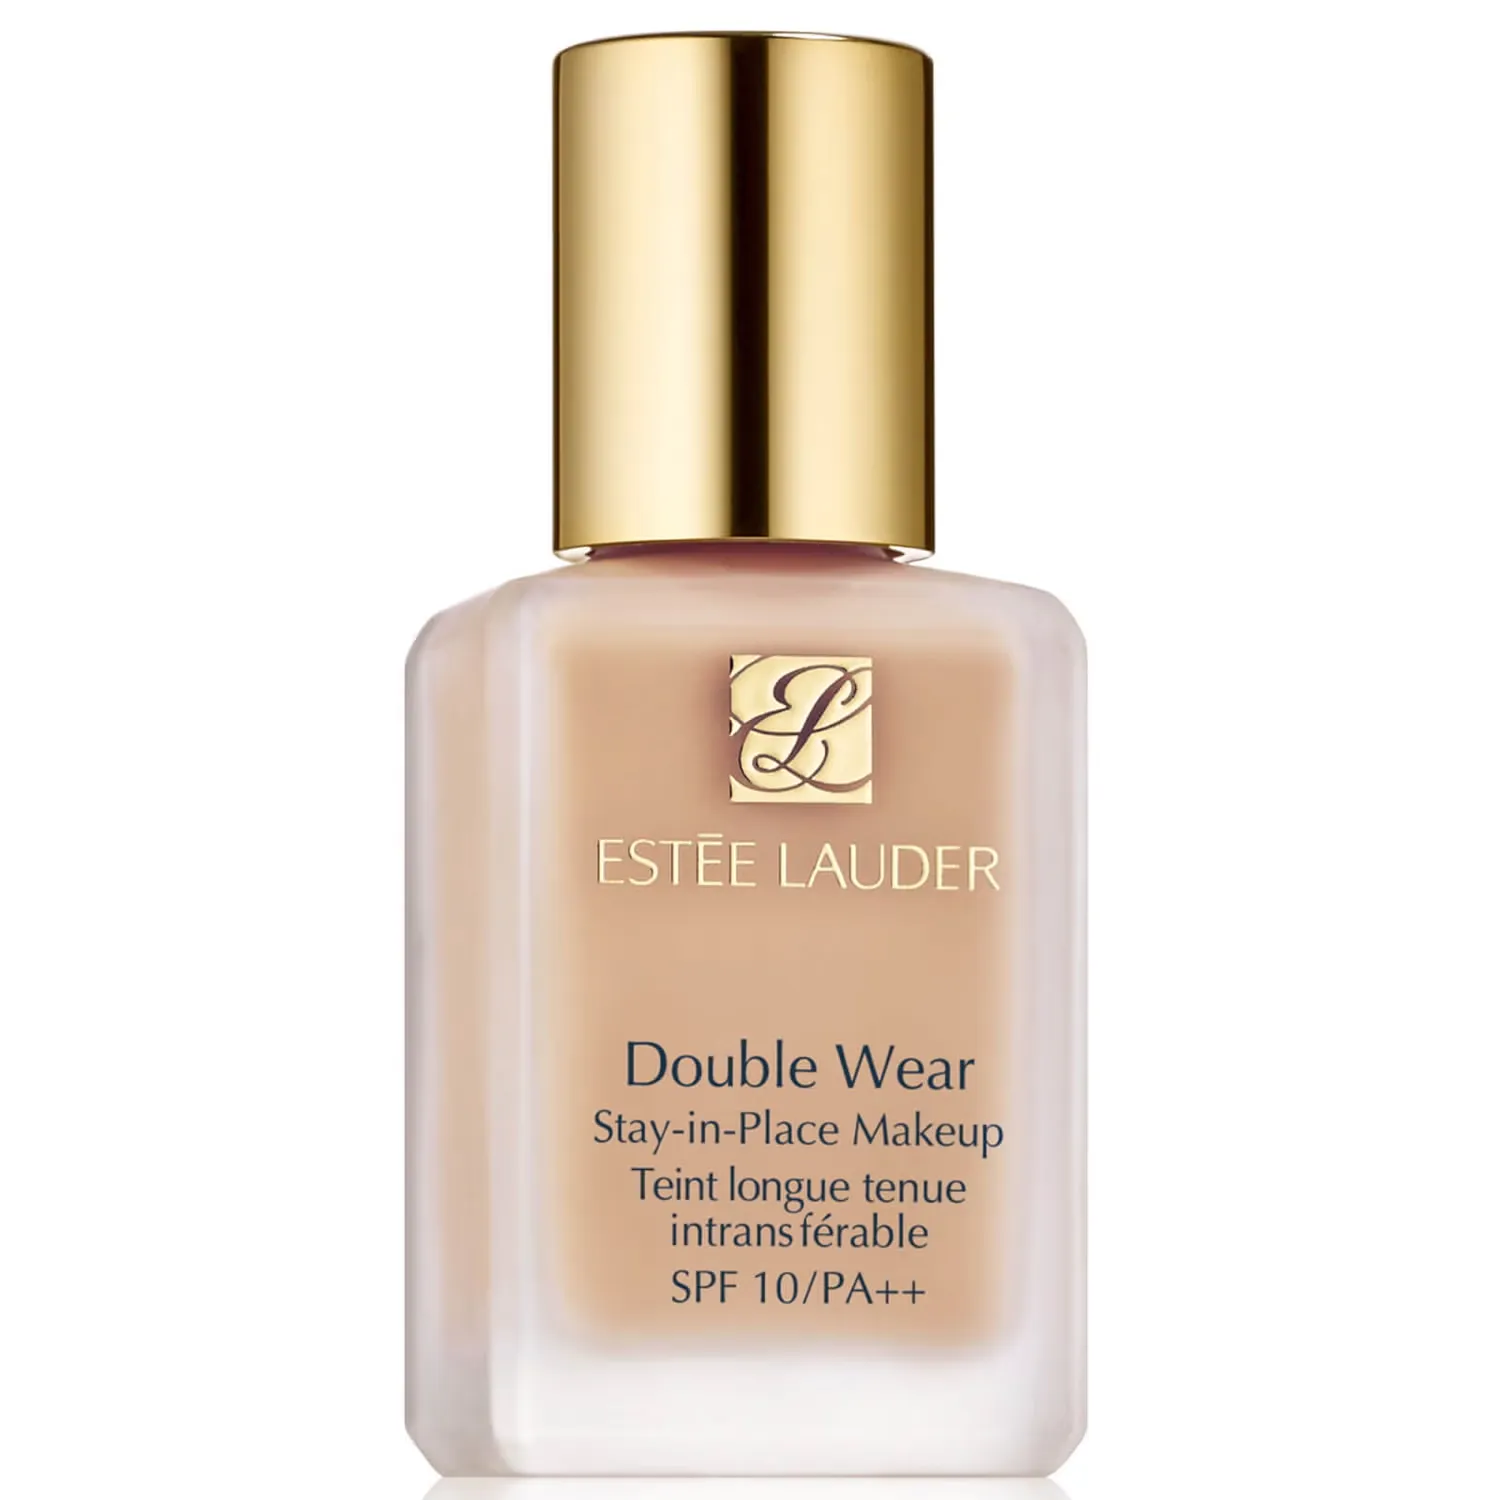 ESTĒE LAUDER
Double Wear
Stay-in-Place Makeup
Teint longue tenue
intransférable
SPF 10/PA++